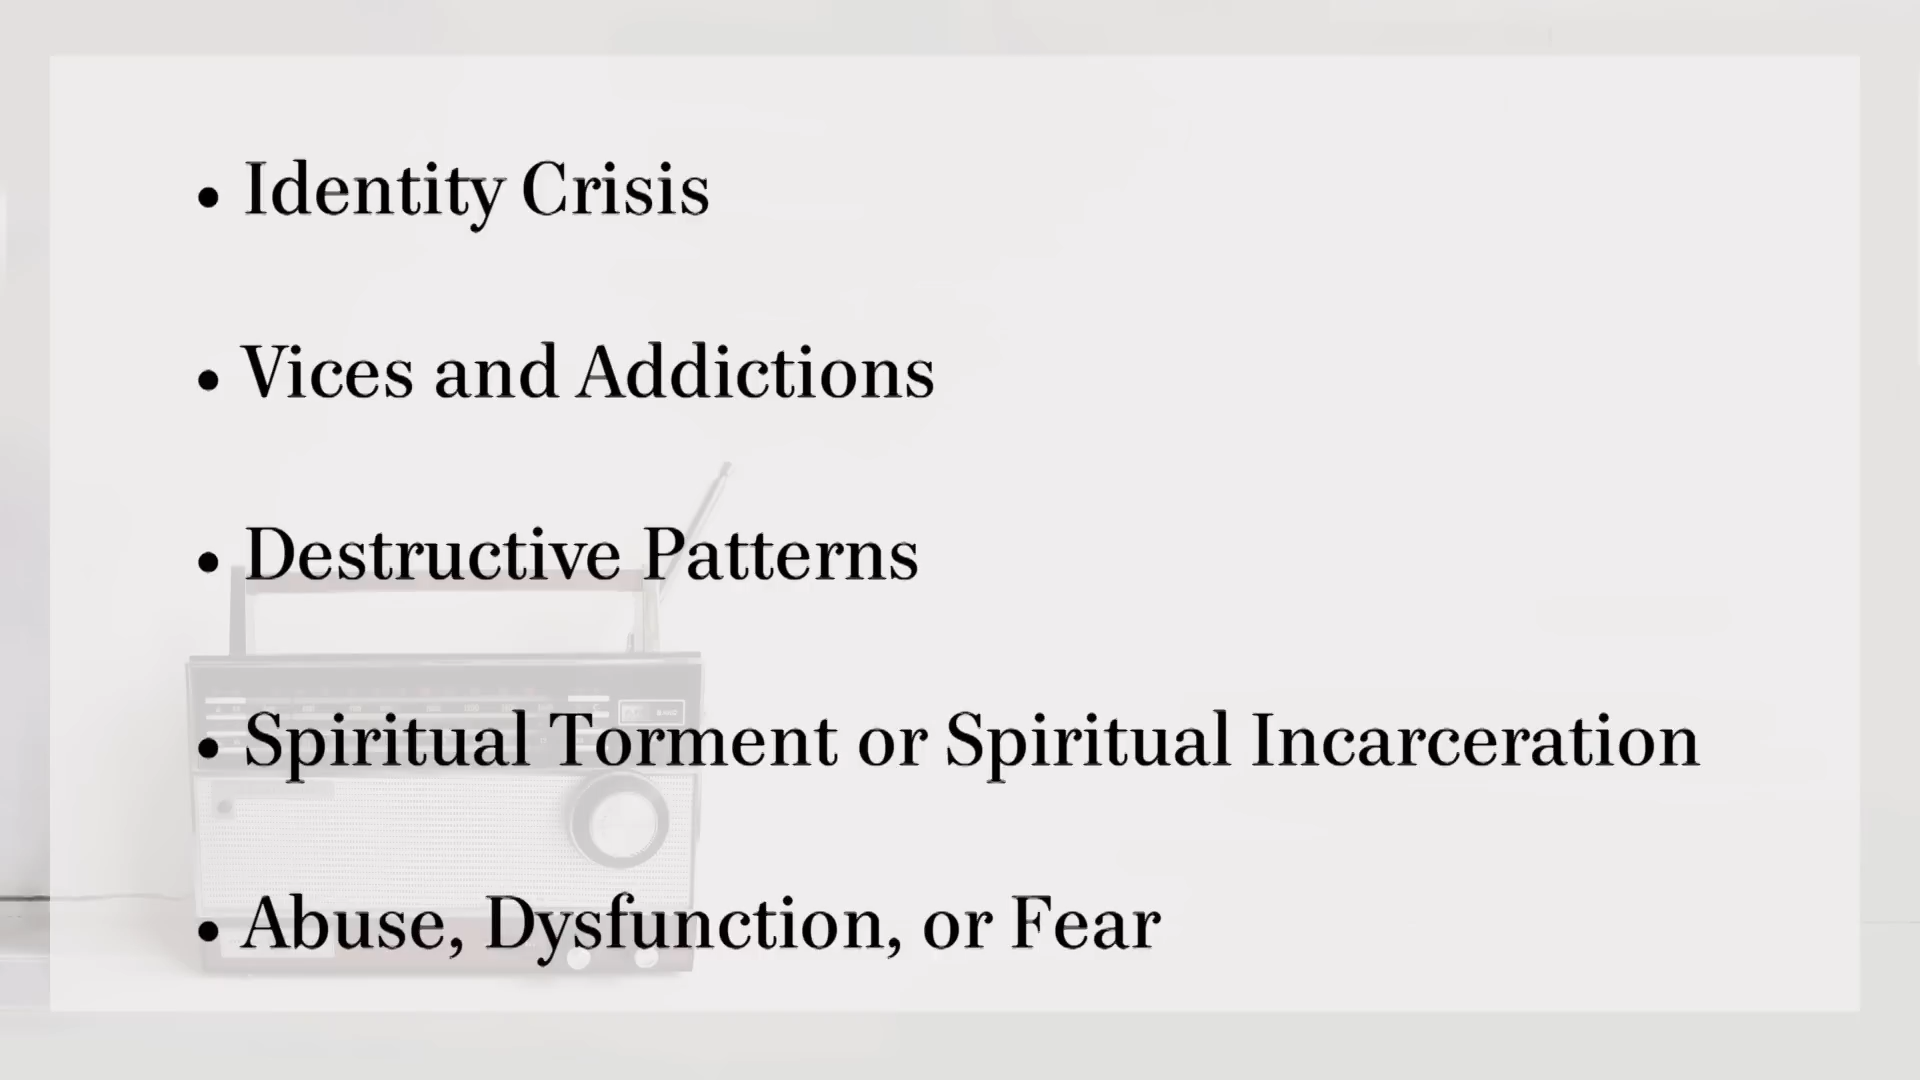 • Identity Crisis
• Vices and Addictions
• Destructive Patterns
• Spiritual Torment or Spiritual Incarceration
• Abuse, Dysfunction, or Fear